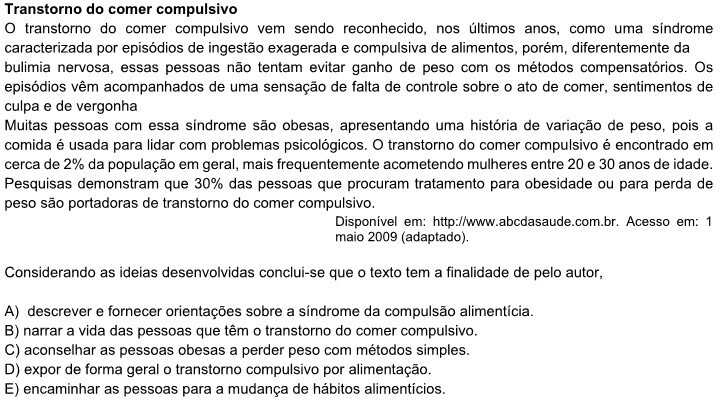 Transtorno do comer compulsivo
O transtorno do comer compulsivo vem sendo reconhecido, nos últimos anos, como uma síndrome
caracterizada por episódios de ingestão exagerada e compulsiva de alimentos, porém, diferentemente da
bulimia nervosa, essas pessoas não tentam evitar ganho de peso com os métodos compensatórios. Os
episódios vêm acompanhados de uma sensação de falta de controle sobre o ato de comer, sentimentos de
culpa e de vergonha
Muitas pessoas com essa síndrome são obesas, apresentando uma história de variação de peso, pois a
comida é usada para lidar com problemas psicológicos. O transtorno do comer compulsivo é encontrado em
cerca de 2% da população em geral, mais frequentemente acometendo mulheres entre 20 e 30 anos de idade.
Pesquisas demonstram que 30% das pessoas que procuram tratamento para obesidade ou para perda de
peso são portadoras de transtorno do comer compulsivo.
Disponível em: http://www.abcdasaude.com.br. Acesso em: 1
maio 2009 (adaptado).
Considerando as ideias desenvolvidas conclui-se que o texto tem a finalidade de pelo autor,
A) descrever e fornecer orientações sobre a síndrome da compulsão alimentícia.
B) narrar a vida das pessoas que têm o transtorno do comer compulsivo.
C) aconselhar as pessoas obesas a perder peso com métodos simples.
D) expor de forma geral o transtorno compulsivo por alimentação.
E) encaminhar as pessoas para a mudança de hábitos alimentícios.